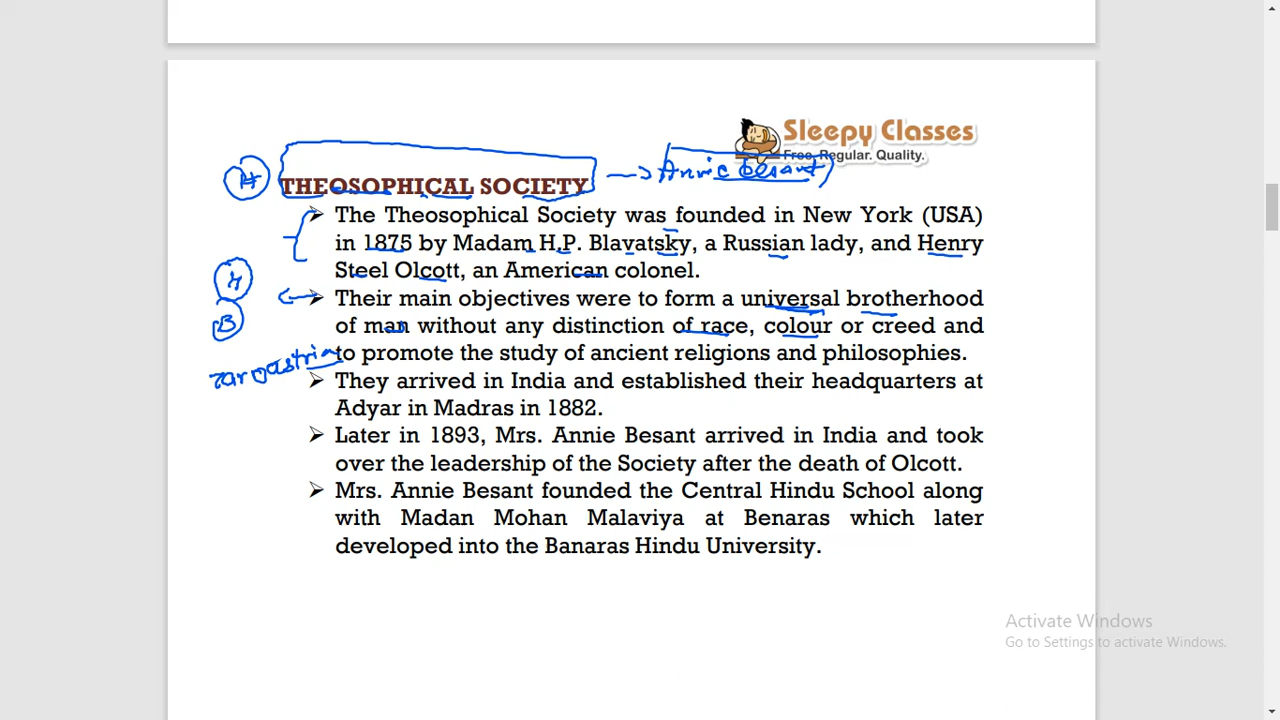 Sleepy Classes
Free. Regular. Quality.
H THEOSOPHICAL SOCIETY → Annie Besant
➢ The Theosophical Society was founded in New York (USA)
in 1875 by Madam H.P. Blavatsky, a Russian lady, and Henry
Steel Olcott, an American colonel.
H
➢ Their main objectives were to form a universal brotherhood
B
of man without any distinction of race, colour or creed and
to promote the study of ancient religions and philosophies.
➢ They arrived in India and established their headquarters at
Adyar in Madras in 1882.
➢ Later in 1893, Mrs. Annie Besant arrived in India and took
over the leadership of the Society after the death of Olcott.
➢ Mrs. Annie Besant founded the Central Hindu School along
with Madan Mohan Malaviya at Benaras which later
developed into the Banaras Hindu University.
Activate Windows
Go to Settings to activate Windows.